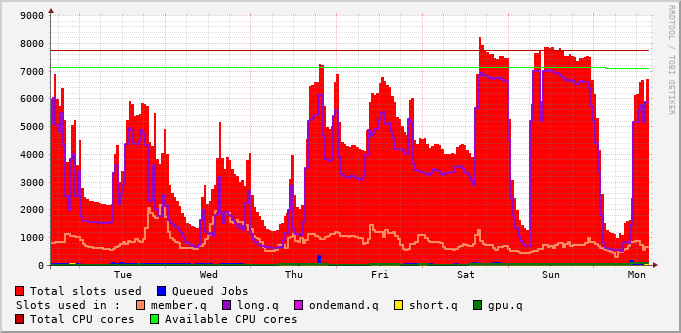 RRDTOOL / TOBI OETIKER
9000
8000
7000
6000
5000
4000
3000
2000
1000
0
Tue Wed Thu Fri Sat Sun Mon
Total slots used Queued Jobs
Slots used in : member.q long.q ondemand.q short.q gpu.q
Total CPU cores Available CPU cores